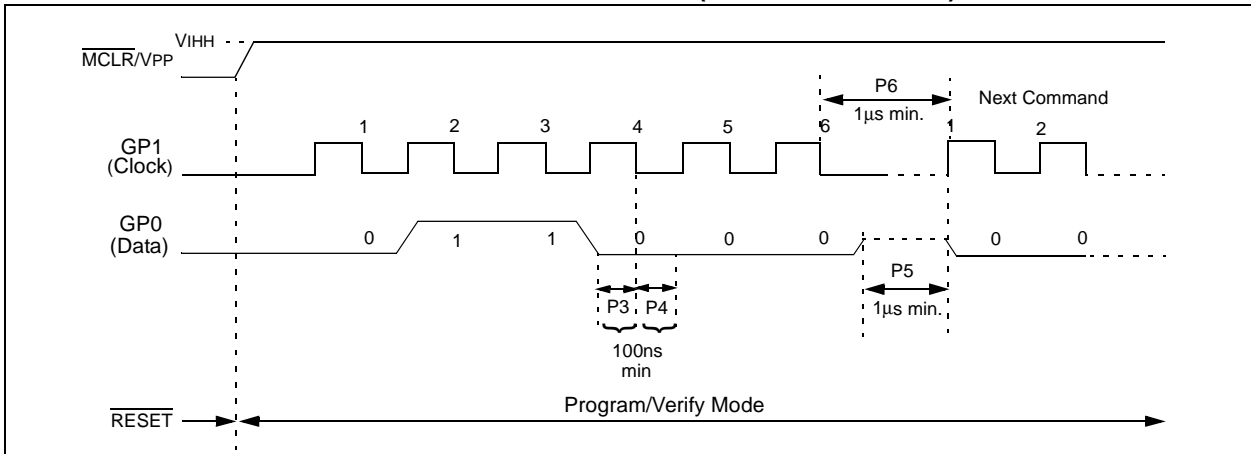 VIHH
MCLR/VPP
P6
1µs min.
Next Command
1 2 3 4 5 6 1 2
GP1
(Clock)
GP0
(Data)
0 1 1 0 0 0 0 0
P5
1µs min.
P3 P4
100ns
min
Program/Verify Mode
RESET